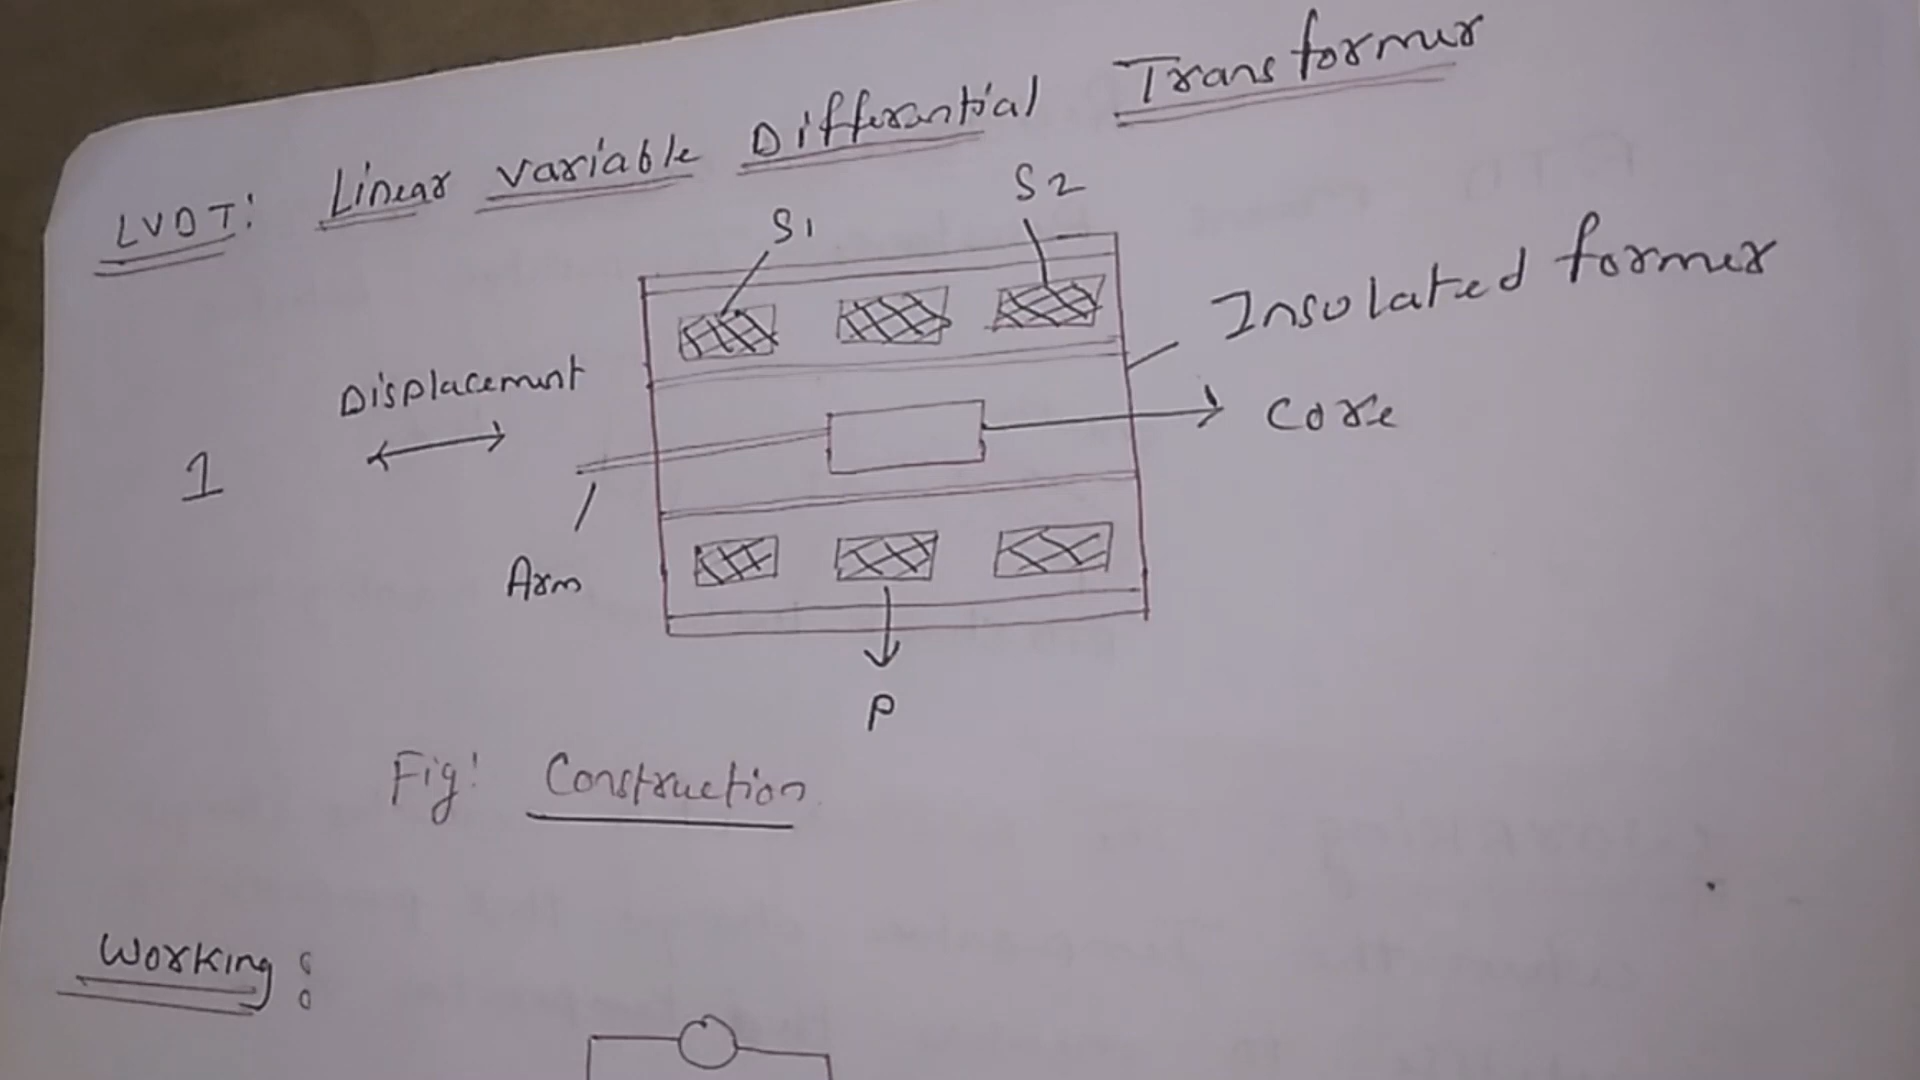 LVDT: Linear variable Differential Transformer
S1
S2
Insulated former
Displacement
core
1
Arm
P
Fig: Construction
Working: